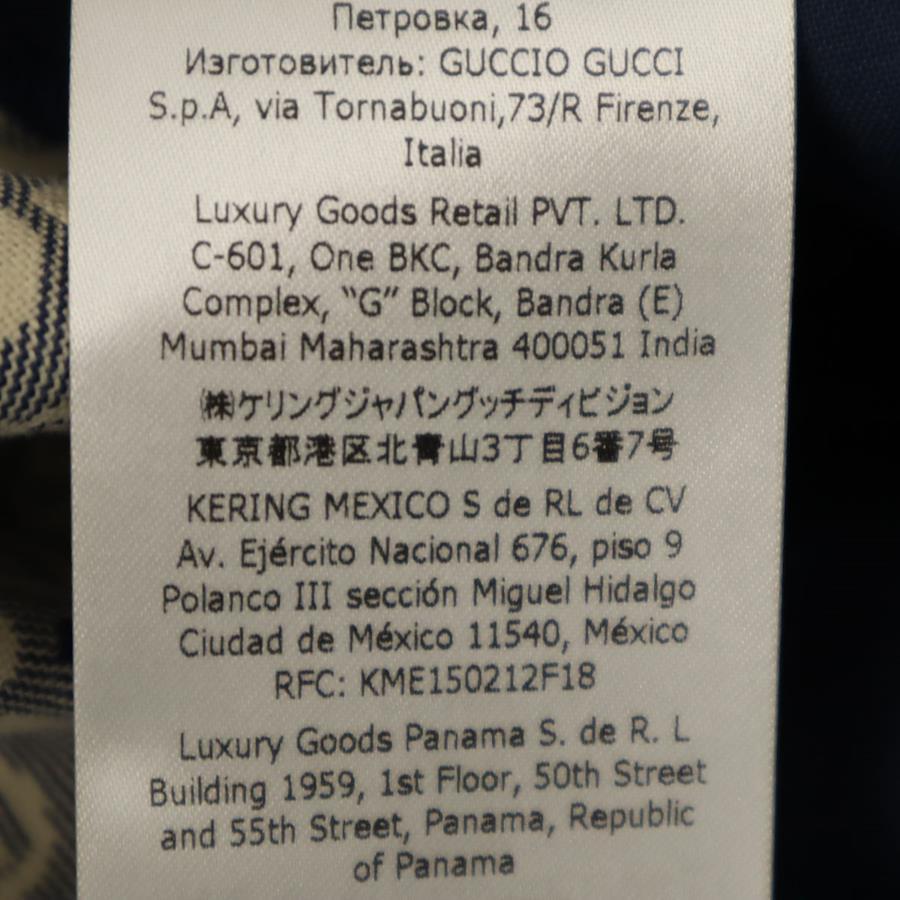 Петровка, 16
Изготовитель: GUCCIO GUCCI
S.p.A, via Tornabuoni,73/R Firenze,
Italia
Luxury Goods Retail PVT. LTD.
C-601, One BKC, Bandra Kurla
Complex, “G” Block, Bandra (E)
Mumbai Maharashtra 400051 India
㈱ケリングジャパングッチディビジョン
東京都港区北青山3丁目6番7号
KERING MEXICO S de RL de CV
Av. Ejército Nacional 676, piso 9
Polanco III sección Miguel Hidalgo
Ciudad de México 11540, México
RFC: KME150212F18
Luxury Goods Panama S. de R. L
Building 1959, 1st Floor, 50th Street
and 55th Street, Panama, Republic
of Panama